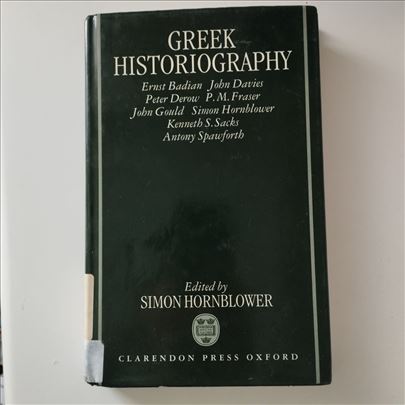 GREEK
HISTORIOGRAPHY
Ernst Badian John Davies
Peter Derow P. M. Fraser
John Gould Simon Hornblower
Kenneth S. Sacks
Antony Spawforth
Edited by
SIMON HORNBLOWER
CLARENDON PRESS OXFORD